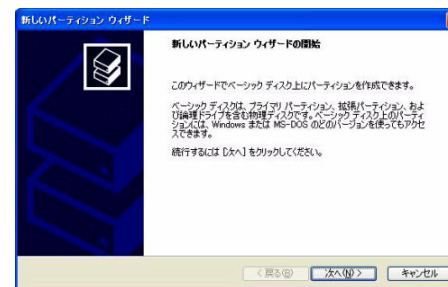 新しいパーティション ウィザード
新しいパーティション ウィザードの開始
このウィザードでベーシック ディスク上にパーティションを作成できます。
ベーシック ディスクは、プライマリ パーティション、拡張パーティション、およ
び論理ドライブを含む物理ディスクです。ベーシック ディスク上のパーティ
ションには、Windows または MS-DOS のどのバージョンを使ってもアクセ
スできます。
続行するには [次へ] をクリックしてください。
< 戻る(B) 次へ(N) > キャンセル